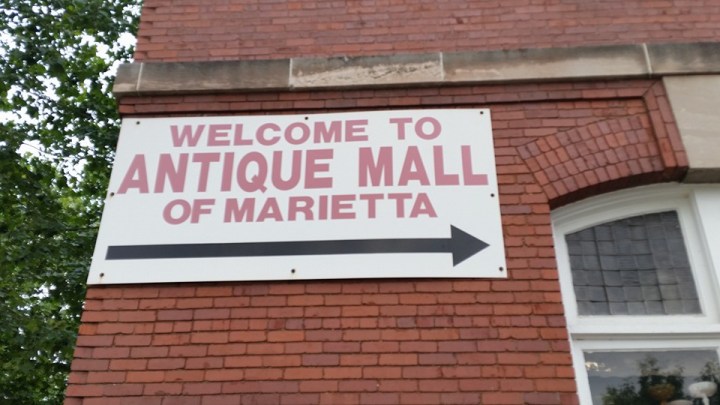 WELCOME TO
ANTIQUE MALL
OF MARIETTA